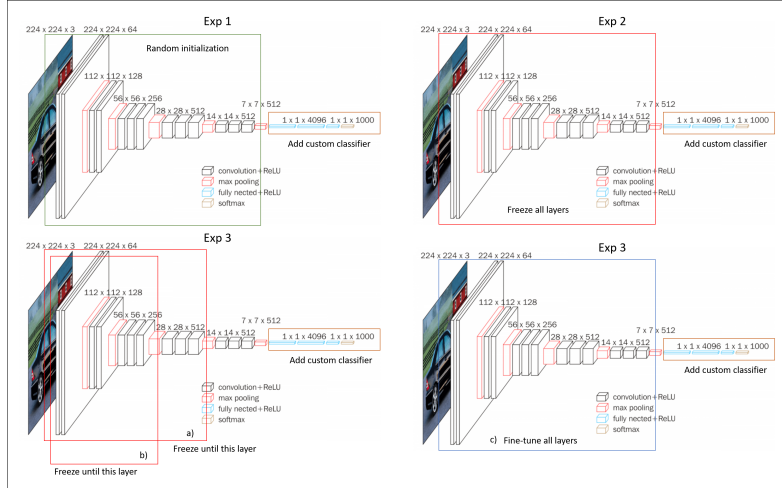 Exp 1
224 x 224 x 3 224 x 224 x 64
Random initialization
112 x 112 x 128
56 x 56 x 256
28 x 28 x 512
14 x 14 x 512
7 x 7 x 512
1 x 1 x 4096 1 x 1 x 1000
Add custom classifier
convolution+ReLU
max pooling
fully nected+ReLU
softmax
Exp 2
224 x 224 x 3 224 x 224 x 64
112 x 112 x 128
56 x 56 x 256
28 x 28 x 512
14 x 14 x 512
7 x 7 x 512
1 x 1 x 4096 1 x 1 x 1000
Add custom classifier
convolution+ReLU
max pooling
fully nected+ReLU
softmax
Freeze all layers
Exp 3
224 x 224 x 3 224 x 224 x 64
112 x 112 x 128
56 x 56 x 256
28 x 28 x 512
14 x 14 x 512
7 x 7 x 512
1 x 1 x 4096 1 x 1 x 1000
Add custom classifier
convolution+ReLU
max pooling
fully nected+ReLU
softmax
a)
Freeze until this layer
b)
Freeze until this layer
Exp 3
224 x 224 x 3 224 x 224 x 64
112 x 112 x 128
56 x 56 x 256
28 x 28 x 512
14 x 14 x 512
7 x 7 x 512
1 x 1 x 4096 1 x 1 x 1000
Add custom classifier
convolution+ReLU
max pooling
fully nected+ReLU
softmax
c) Fine-tune all layers